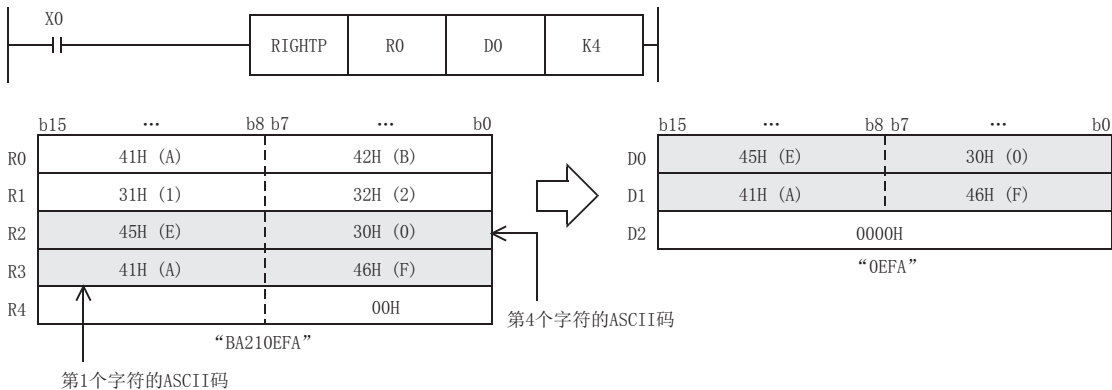 X0
RIGHTP R0 D0 K4
b15 … b8 b7 … b0 b15 … b8 b7 … b0
R0 41H (A) 42H (B) D0 45H (E) 30H (0)
R1 31H (1) 32H (2) D1 41H (A) 46H (F)
R2 45H (E) 30H (0) D2 0000H
R3 41H (A) 46H (F) “0EFA”
R4 00H
第4个字符的ASCII码
“BA210EFA”
第1个字符的ASCII码